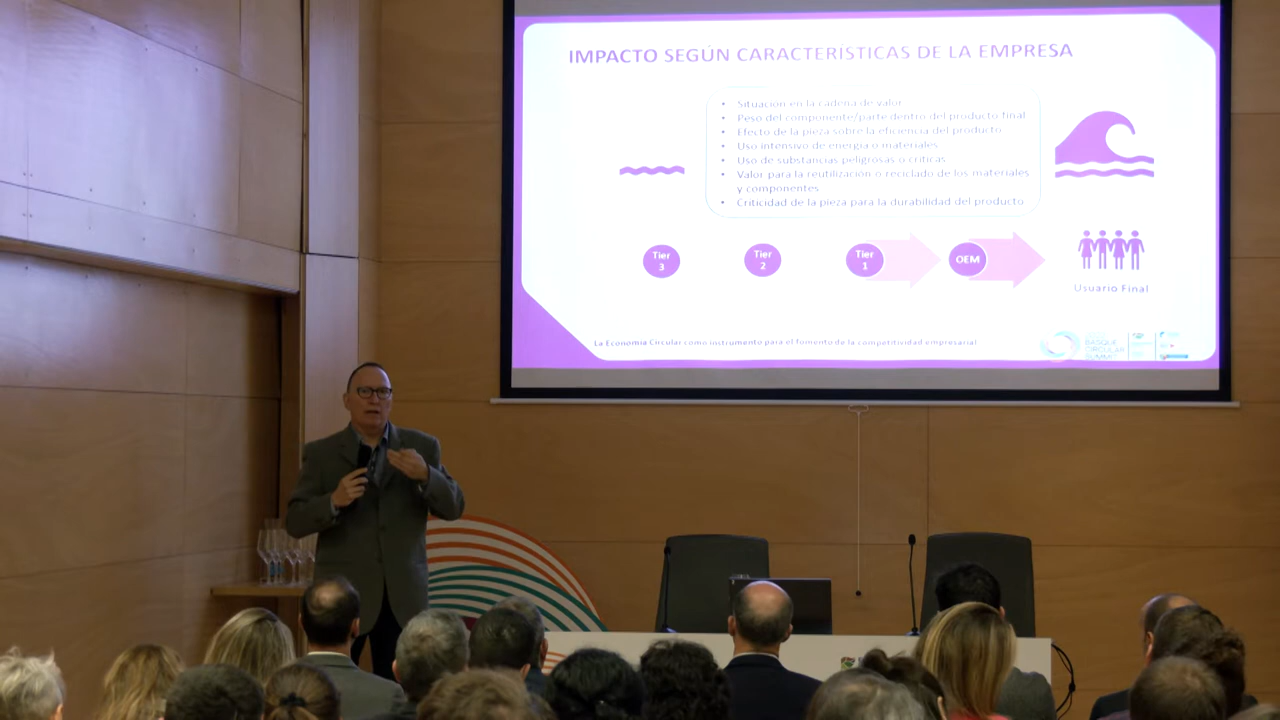 IMPACTO SEGÚN CARACTERÍSTICAS DE LA EMPRESA
• Situación en la cadena de valor
• Peso del componente/parte dentro del producto final
• Efecto de la pieza sobre la eficiencia del producto
• Uso intensivo de energía o materiales
• Uso de substancias peligrosas o críticas
• Valor para la reutilización o reciclado de los materiales
y componentes
• Criticidad de la pieza para la durabilidad del producto
Tier
3
Tier
2
Tier
1
OEM
Usuario Final
La Economía Circular como instrumento para el fomento de la competitividad empresarial
BASQUE
CIRCULAR
SUMMIT